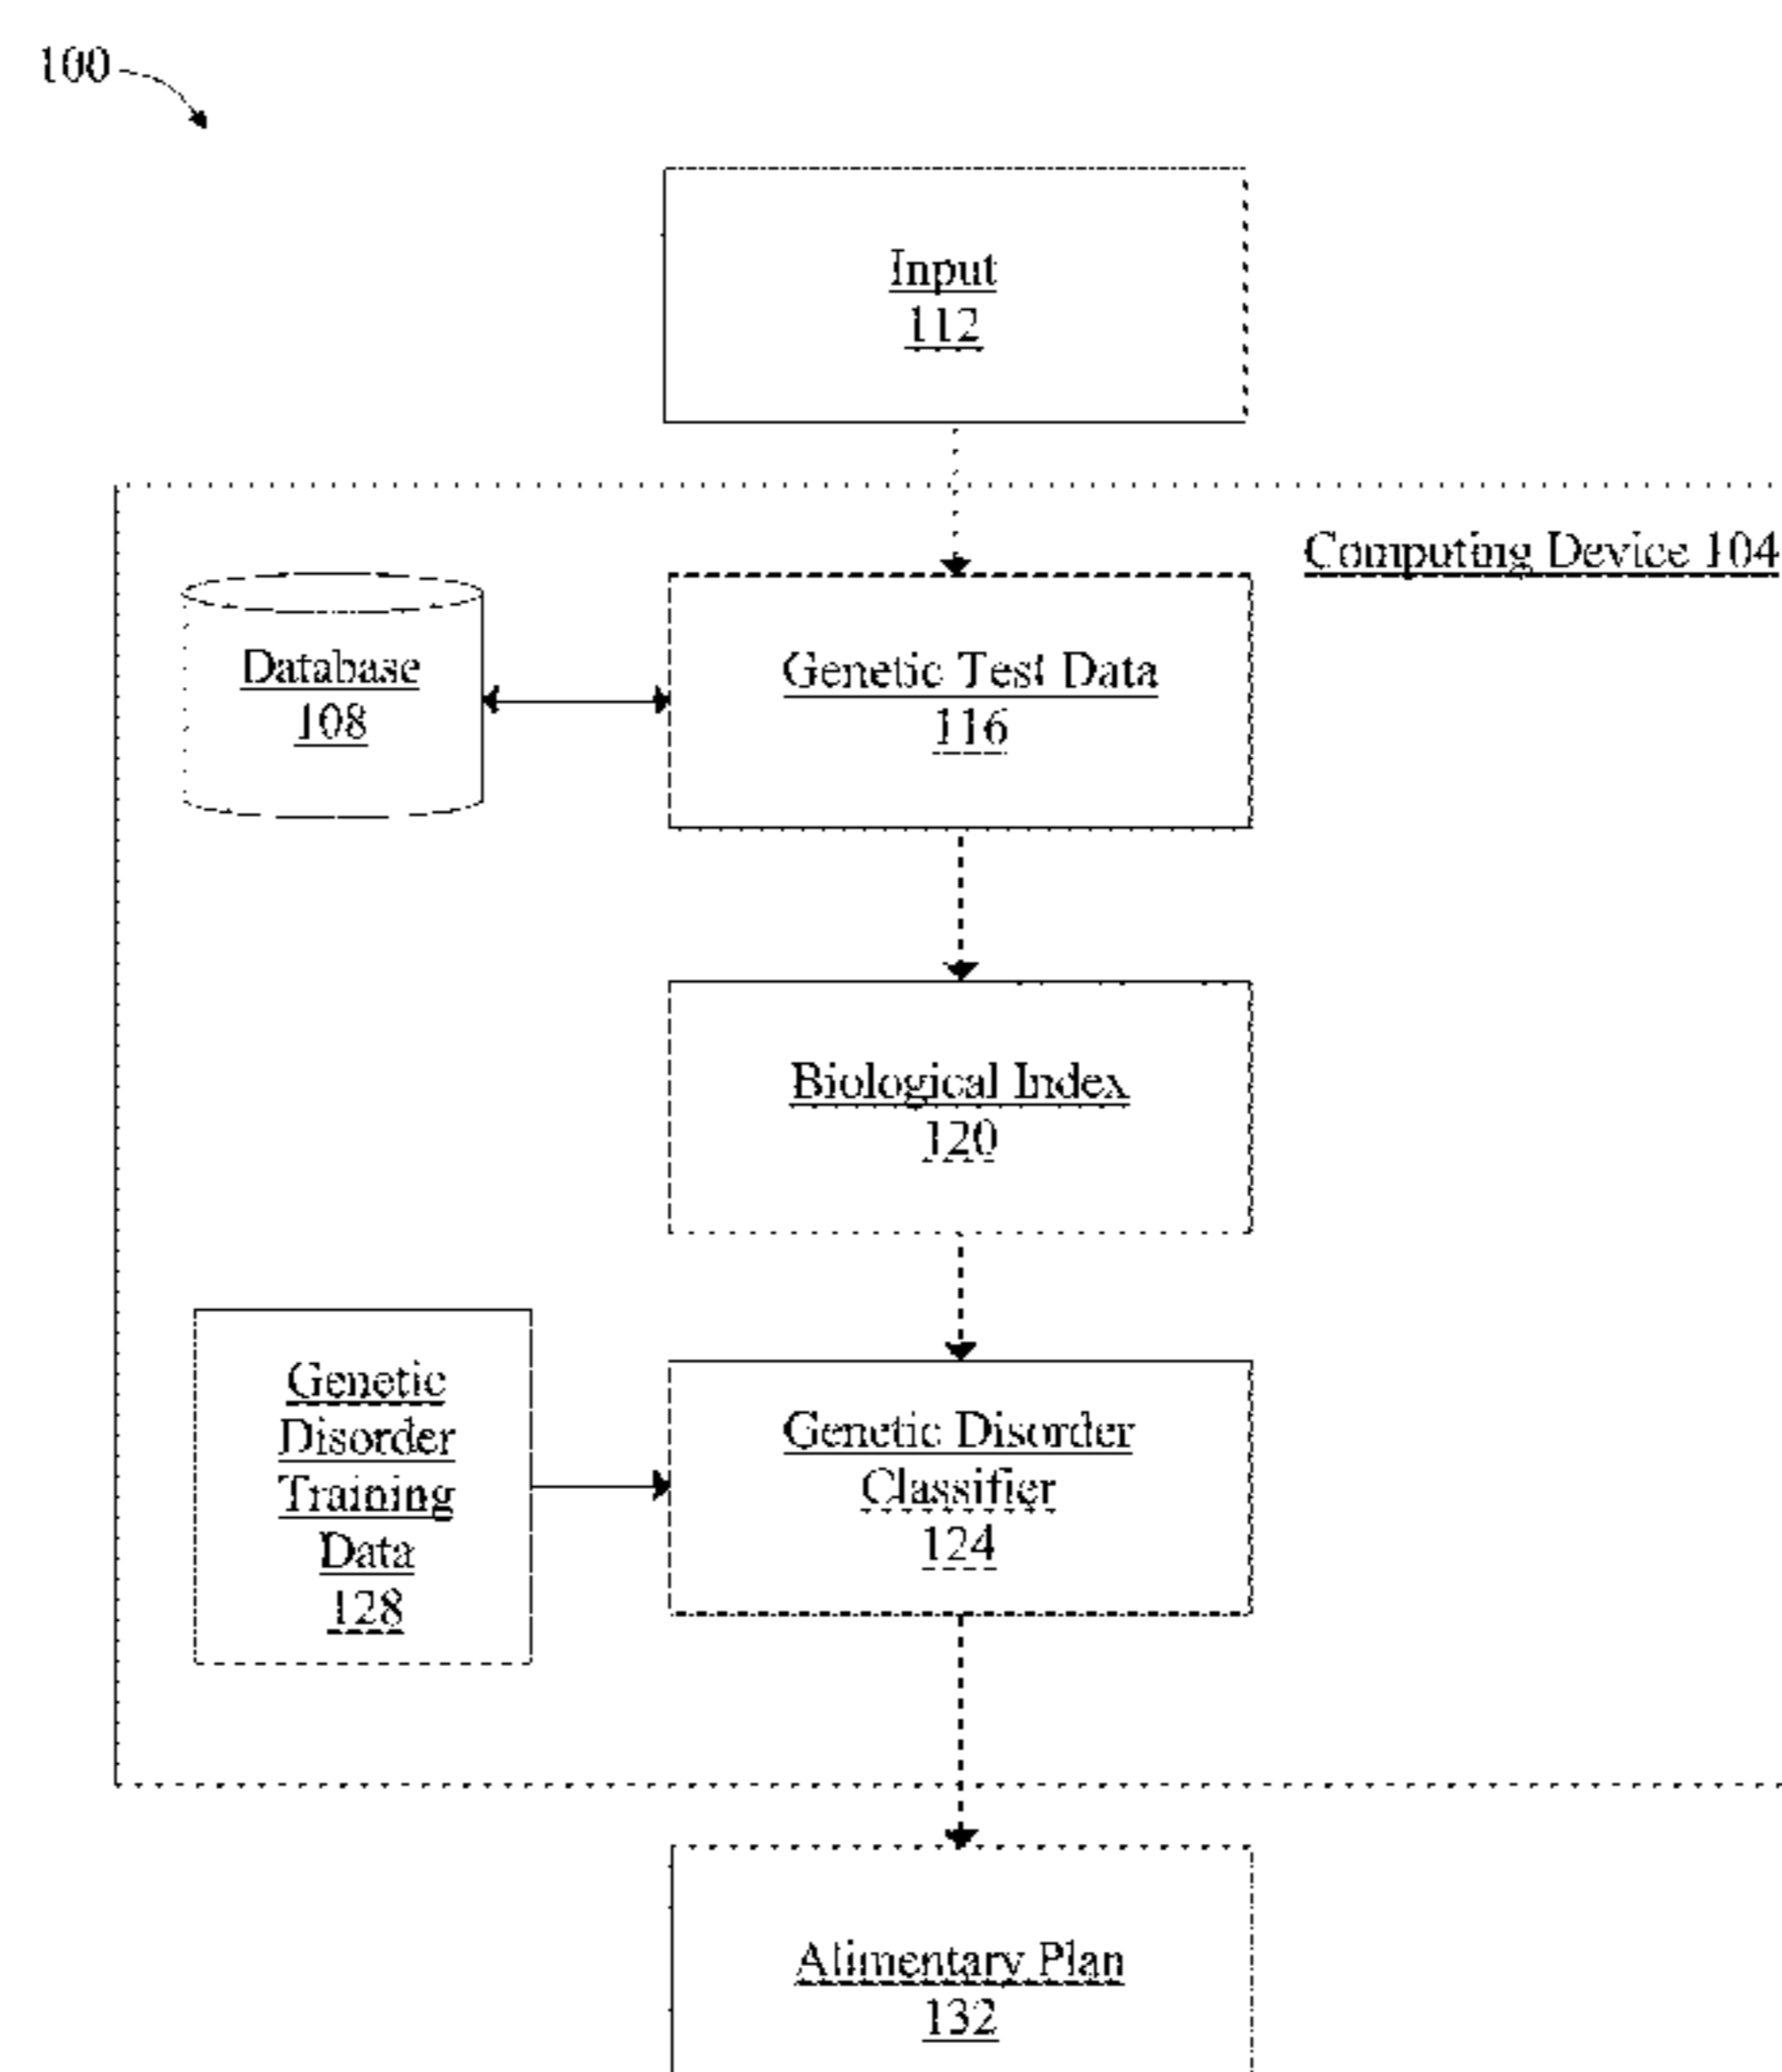 100
Input
112
Computing Device 104
Database
108
Genetic Test Data
116
Biological Index
120
Genetic
Disorder
Training
Data
128
Genetic Disorder
Classifier
124
Alimentary Plan
132